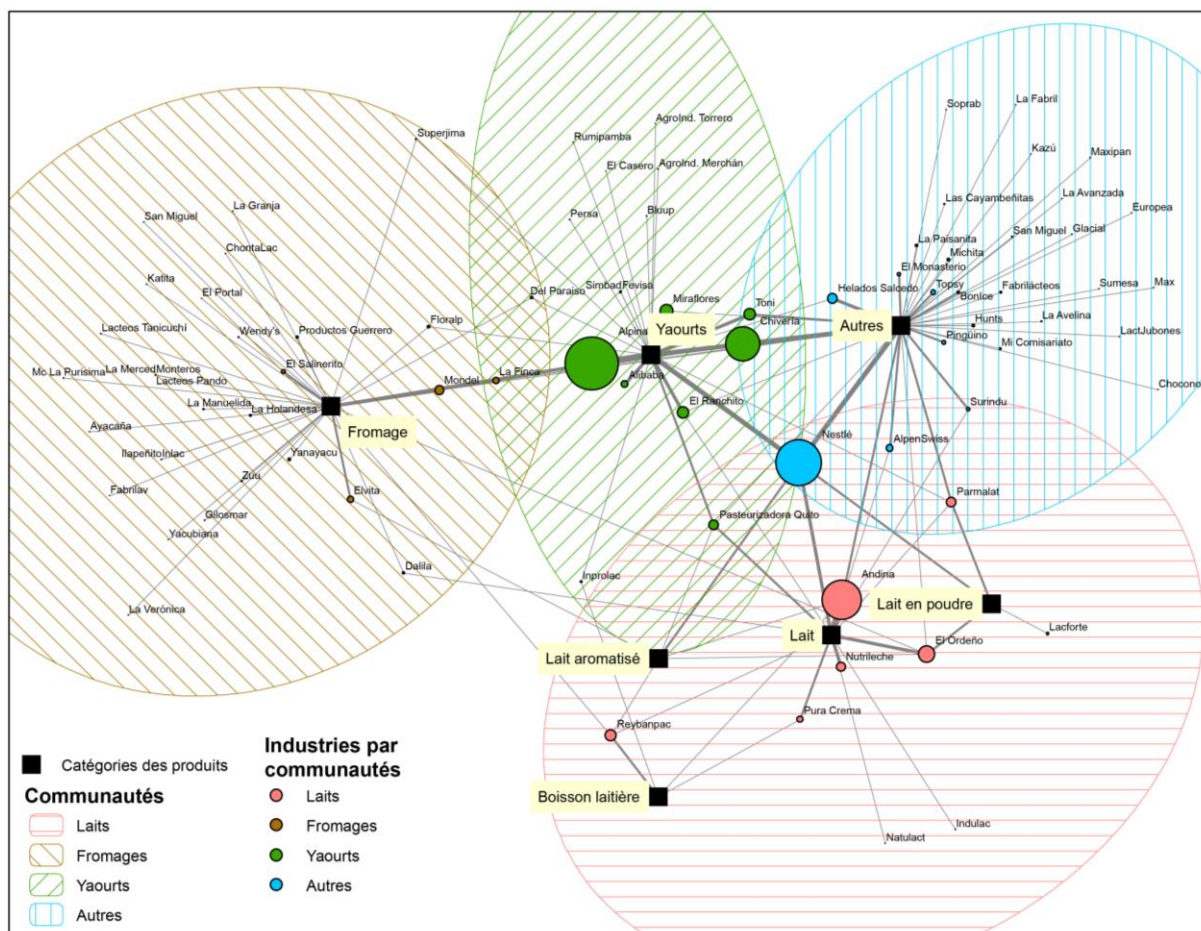 Superjima
AgroInd. Torrero
Rumipamba
El Casero
AgroInd. Merchán
Persa
Bluup
Soprab
La Fabril
Kazú
Maxipan
Las Cayambeñitas
La Avanzada
Europea
La Paisanita
San Miguel
Glacial
Michita
El Monasterio
San Miguel
La Granja
ChontaLac
Katita
El Portal
Del Paraiso
Simbad
Fevisa
Miraflores
Toni
Helados Salcedo
Topsy
BonIce
Fabrilácteos
Sumesa
Max
Lacteos Tanicuchí
Wendy's
Productos Guerrero
Floralp
Alpina
Yaourts
Chivería
Autres
Hunts
La Avelina
Pingüino
Mi Comisariato
LactJubones
Mc La Purisima
La Merced
Monteros
Lacteos Pando
El Salinerito
Mondel
La Finca
Alibaba
Chocono
La Manuelida
La Holandesa
Fromage
El Ranchito
Surindu
Ayacaña
Ilapeñito
Inlac
Yanayacu
Nestlé
AlpenSwiss
Fabrilav
Zuu
Elvita
Parmalat
Gilosmar
Yacubiana
Pasteurizadora Quito
Dalila
Inprolac
Andina
Lait en poudre
La Verónica
Lait
Lacforte
Lait aromatisé
El Ordeño
Nutrileche
Pura Crema
Reybanpac
Boisson laitière
Natulact
Indulac
Catégories des produits
Communautés
Laits
Fromages
Yaourts
Autres
Industries par
communautés
Laits
Fromages
Yaourts
Autres